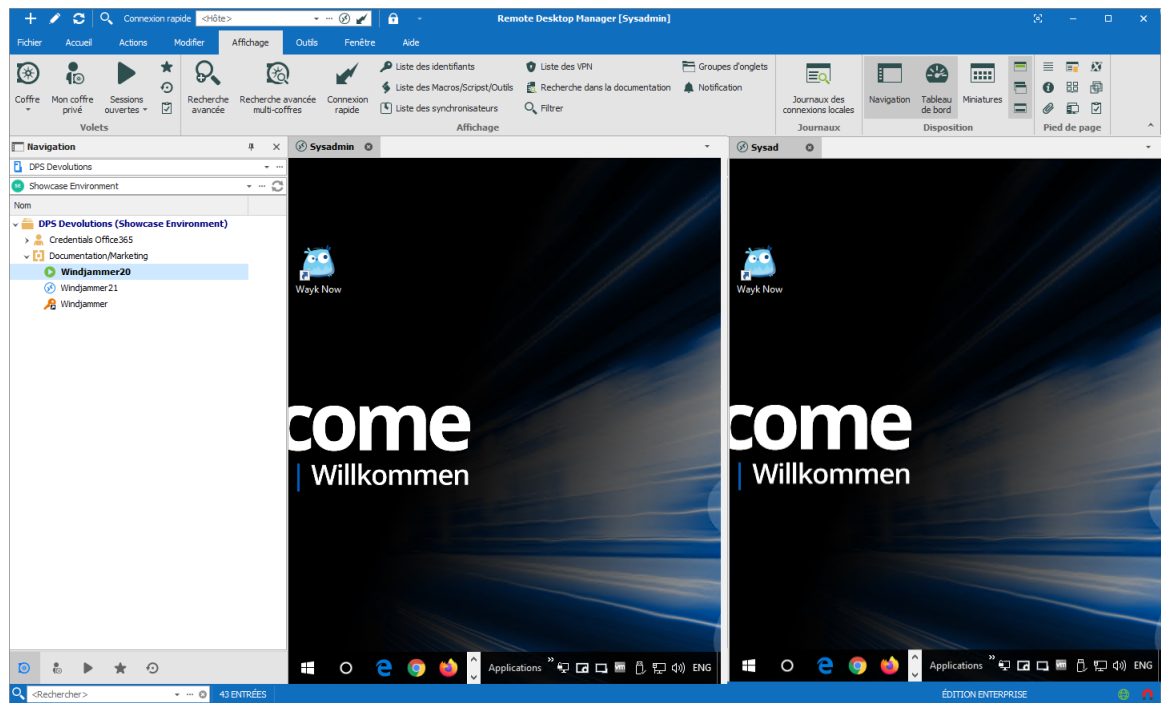 Connexion rapide <Hôte> Remote Desktop Manager [Sysadmin]
Fichier Accueil Actions Modifier Affichage Outils Fenêtre Aide
Coffre
Mon coffre privé
Sessions ouvertes
Volets
Recherche avancée
Recherche avancée multi-coffres
Connexion rapide
Liste des identifiants
Liste des Macros/Scripst/Outils
Liste des synchronisateurs
Liste des VPN
Recherche dans la documentation
Filtrer
Groupes d'onglets
Notification
Affichage
Journaux des connexions locales
Journaux
Navigation
Tableau de bord
Miniatures
Disposition
Pied de page
Navigation
DPS Devolutions
Showcase Environment
Nom
DPS Devolutions (Showcase Environment)
Credentials Office365
Documentation/Marketing
Windjammer20
Windjammer21
Windjammer
Sysadmin
Wayk Now
come
Willkommen
Applications
ENG
Sysad
Wayk Now
come
Willkommen
Applications
ENG
<Rechercher> 43 ENTRÉES ÉDITION ENTERPRISE